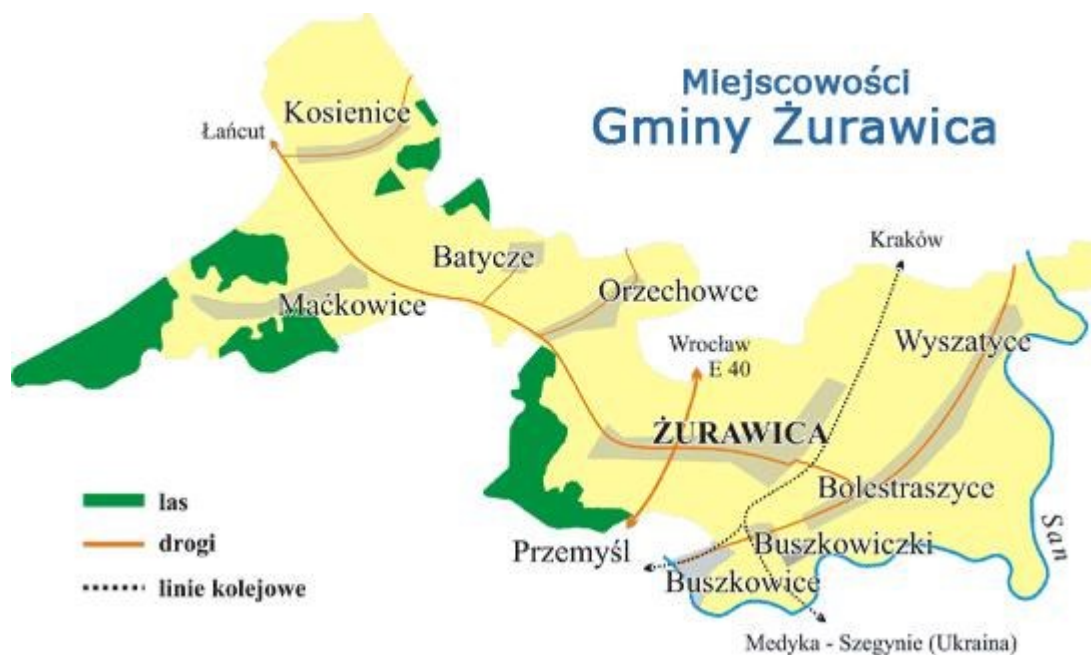 Miejscowości
Gminy Żurawica
Kosienice
Łańcut
Batycze
Kraków
Maćkowice
Orzechowce
Wyszatyce
Wrocław
E 40
ŻURAWICA
Bolestraszyce
las
drogi
linie kolejowe
Przemyśl
Buszkowiczki
Buszkowice
San
Medyka - Szegynie (Ukraina)